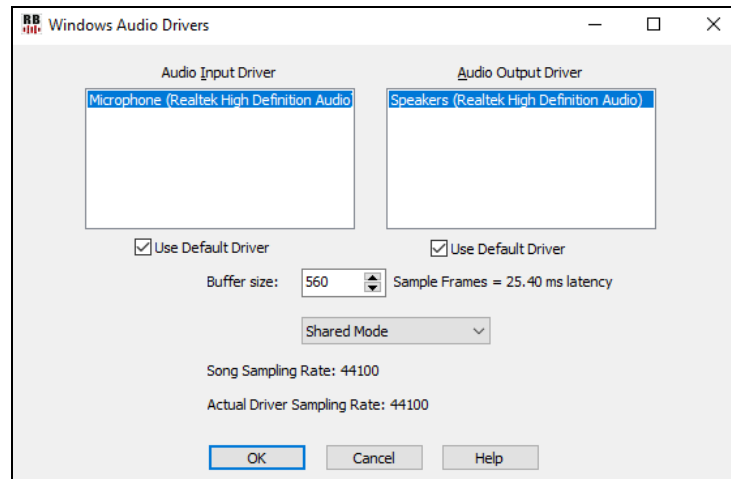 RB Windows Audio Drivers
Audio Input Driver
Audio Output Driver
Microphone (Realtek High Definition Audio)
Speakers (Realtek High Definition Audio)
Use Default Driver
Use Default Driver
Buffer size: 560 Sample Frames = 25.40 ms latency
Shared Mode
Song Sampling Rate: 44100
Actual Driver Sampling Rate: 44100
OK Cancel Help